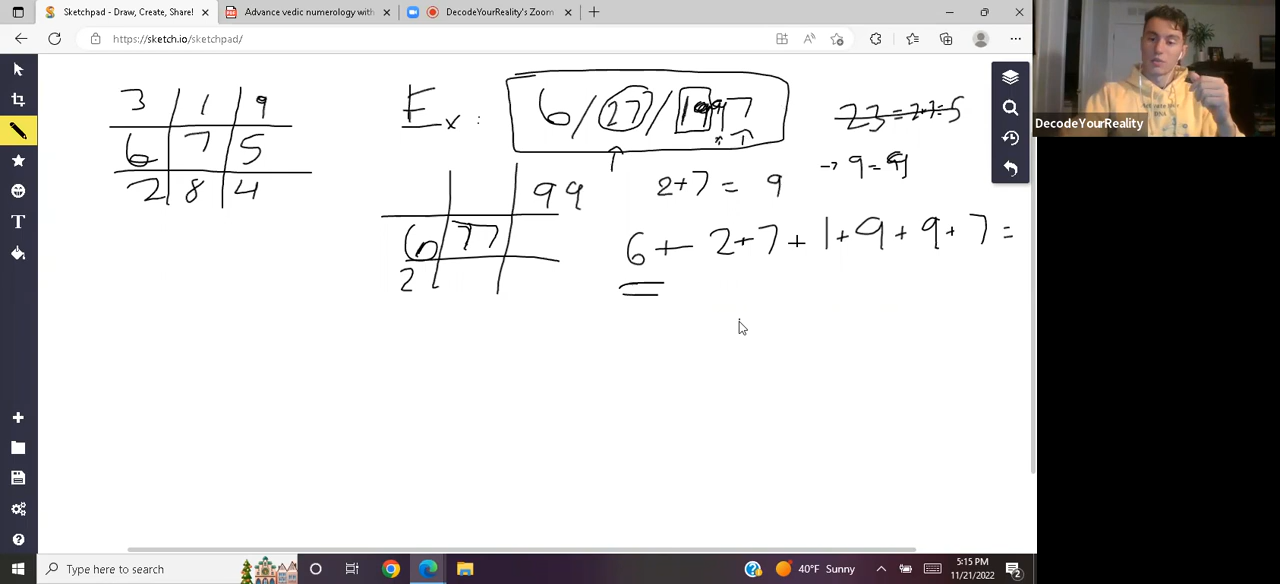 Sketchpad - Draw, Create, Share!
Advance vedic numerology with
DecodeYourReality's Zoom
https://sketch.io/sketchpad/
3 1 9
6 7 5
2 8 4
Ex: 6/27/1997
23=2+3=5
→ 9=9
2+7= 9
99
6 77
2
6+ 2+7+ 1+9+9+7=
DecodeYourReality
Type here to search
40°F Sunny
5:15 PM
11/21/2022
2